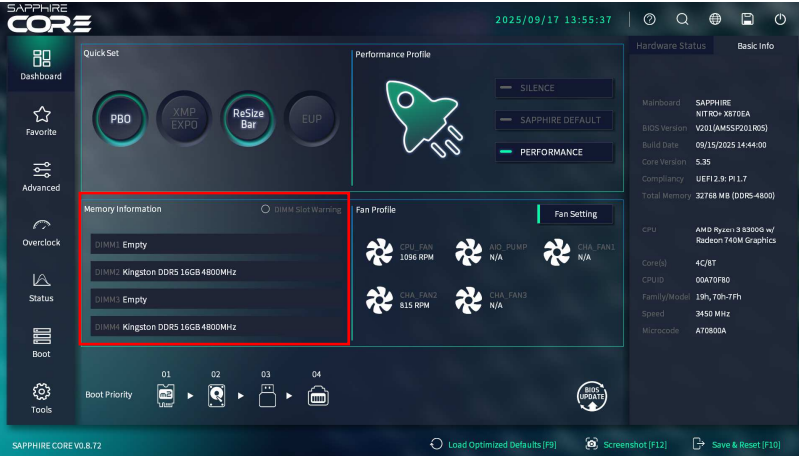 SAPPHIRE
CORE
2025/09/17 13:55:37
Dashboard
Favorite
Advanced
Overclock
Status
Boot
Tools
Quick Set
PBO
XMP
EXPO
ReSize
Bar
EUP
Performance Profile
SILENCE
SAPPHIRE DEFAULT
PERFORMANCE
Memory Information
DIMM Slot Warning
DIMM1 Empty
DIMM2 Kingston DDR5 16GB 4800MHz
DIMM3 Empty
DIMM4 Kingston DDR5 16GB 4800MHz
Fan Profile
Fan Setting
CPU_FAN
1096 RPM
AIO_PUMP
N/A
CHA_FAN1
N/A
CHA_FAN2
815 RPM
CHA_FAN3
N/A
Boot Priority
01
02
03
04
m2
BIOS
UPDATE
Hardware Status
Basic Info
Mainboard SAPPHIRE
NITRO+ X870EA
BIOS Version V201(AM5SP201R05)
Build Date 09/15/2025 14:44:00
Core Version 5.35
Compliancy UEFI 2.9: PI 1.7
Total Memory 32768 MB (DDR5-4800)
CPU AMD Ryzen 3 8300G w/
Radeon 740M Graphics
Core(s) 4C/8T
CPUID 00A70F80
Family/Model 19h, 70h-7Fh
Speed 3450 MHz
Microcode A70800A
SAPPHIRE CORE V0.8.72
Load Optimized Defaults [F9]
Screenshot [F12]
Save & Reset [F10]